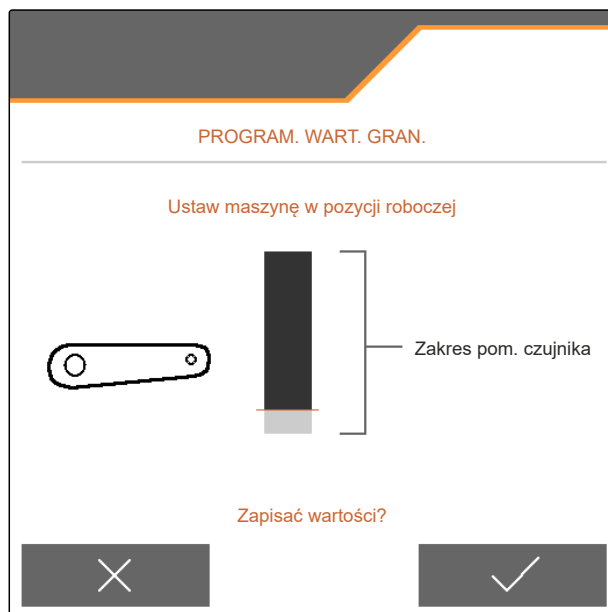 PROGRAM. WART. GRAN.
Ustaw maszynę w pozycji roboczej
Zakres pom. czujnika
Zapisać wartości?